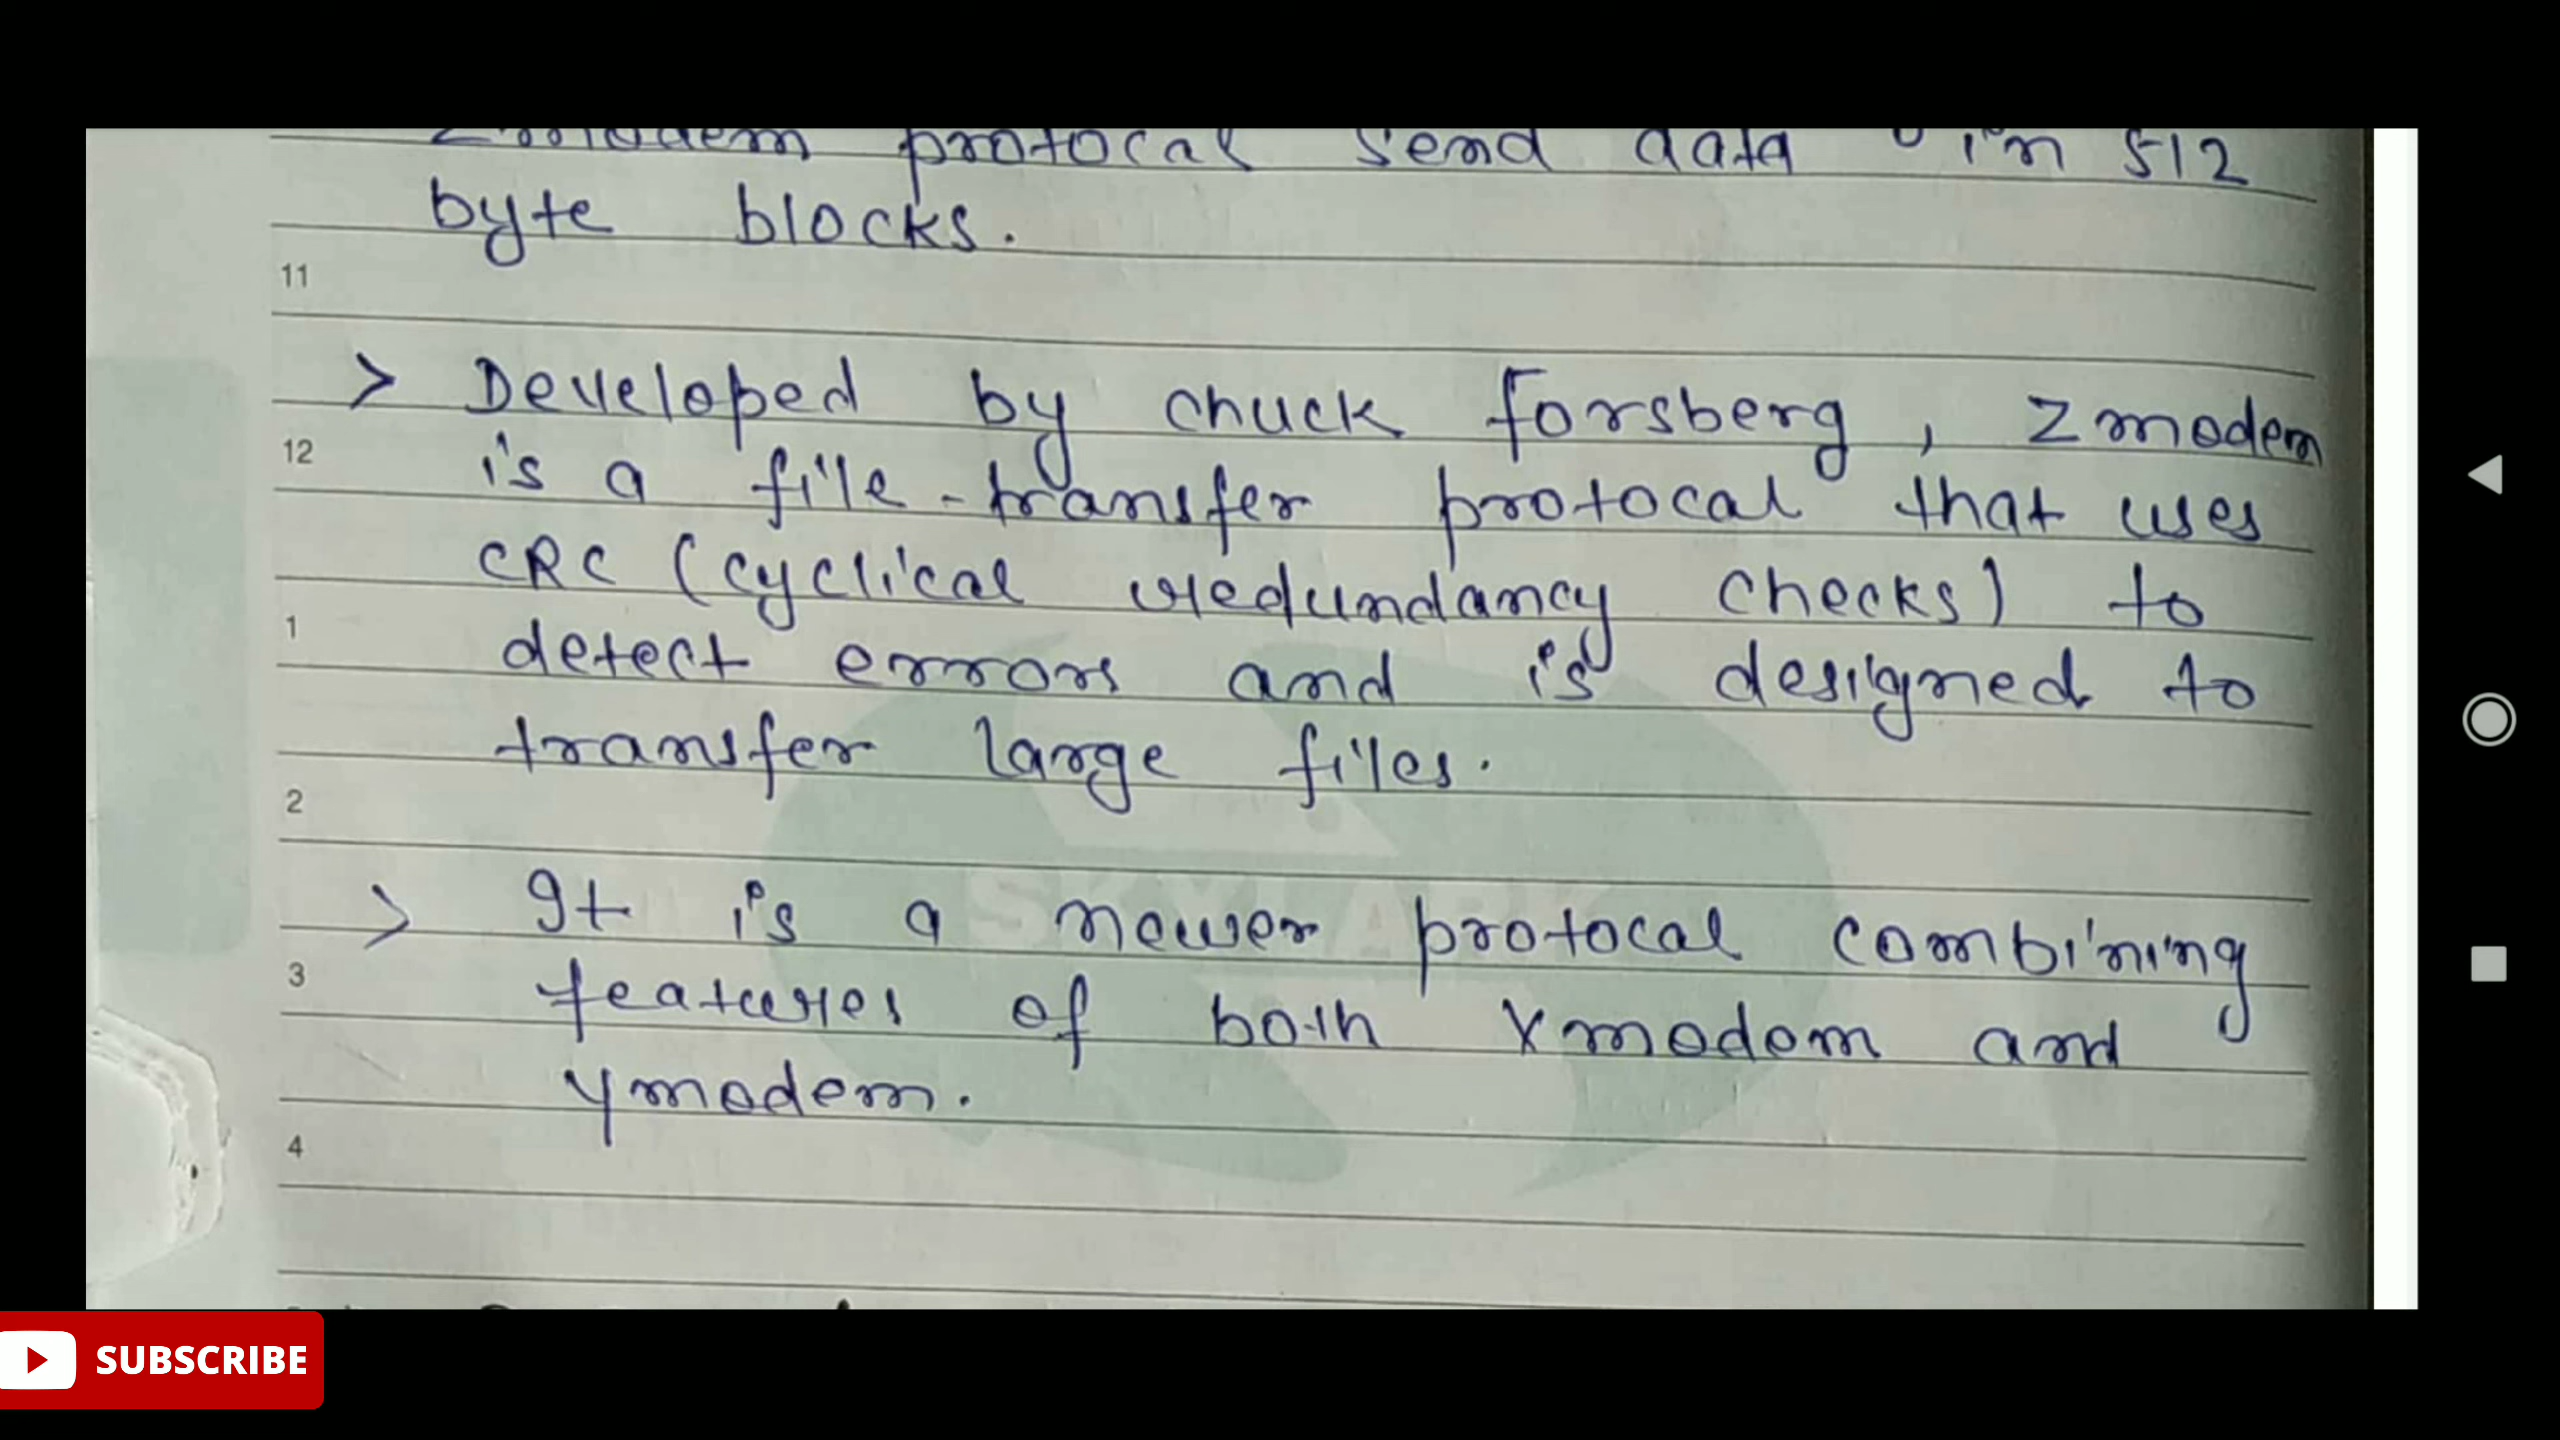 Zmodem protocal send data in 512
byte blocks.
11
> Developed by chuck Forsberg, Zmodem
12
is a file-transfer protocal that uses
CRC (cyclical redundancy checks) to
1
detect errors and is designed to
transfer large files.
2
> It is a newer protocal combining
SKYLARK
3
features of both Xmodem and
Ymodem.
4
SUBSCRIBE